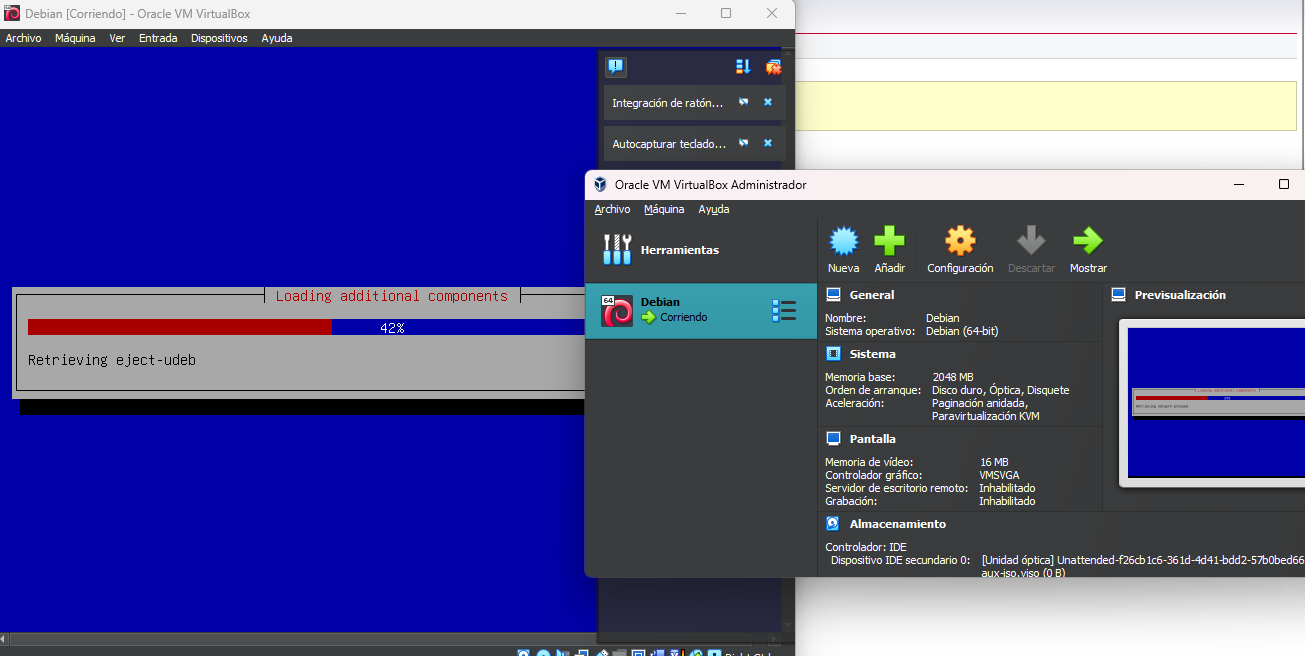 Debian [Corriendo] - Oracle VM VirtualBox
Archivo Máquina Ver Entrada Dispositivos Ayuda
Integración de ratón...
Autocapturar teclado...
Loading additional components
42%
Retrieving eject-udeb
Oracle VM VirtualBox Administrador
Archivo Máquina Ayuda
Herramientas
Nueva Añadir Configuración Descartar Mostrar
64
Debian
Corriendo
General
Nombre: Debian
Sistema operativo: Debian (64-bit)
Sistema
Memoria base: 2048 MB
Orden de arranque: Disco duro, Óptica, Disquete
Aceleración: Paginación anidada,
Paravirtualización KVM
Pantalla
Memoria de vídeo: 16 MB
Controlador gráfico: VMSVGA
Servidor de escritorio remoto: Inhabilitado
Grabación: Inhabilitado
Almacenamiento
Controlador: IDE
Dispositivo IDE secundario 0: [Unidad óptica] Unattended-f26cb1c6-361d-4d41-bdd2-57b0bed66
aux-iso.viso (0 B)
Previsualización
Loading additional components